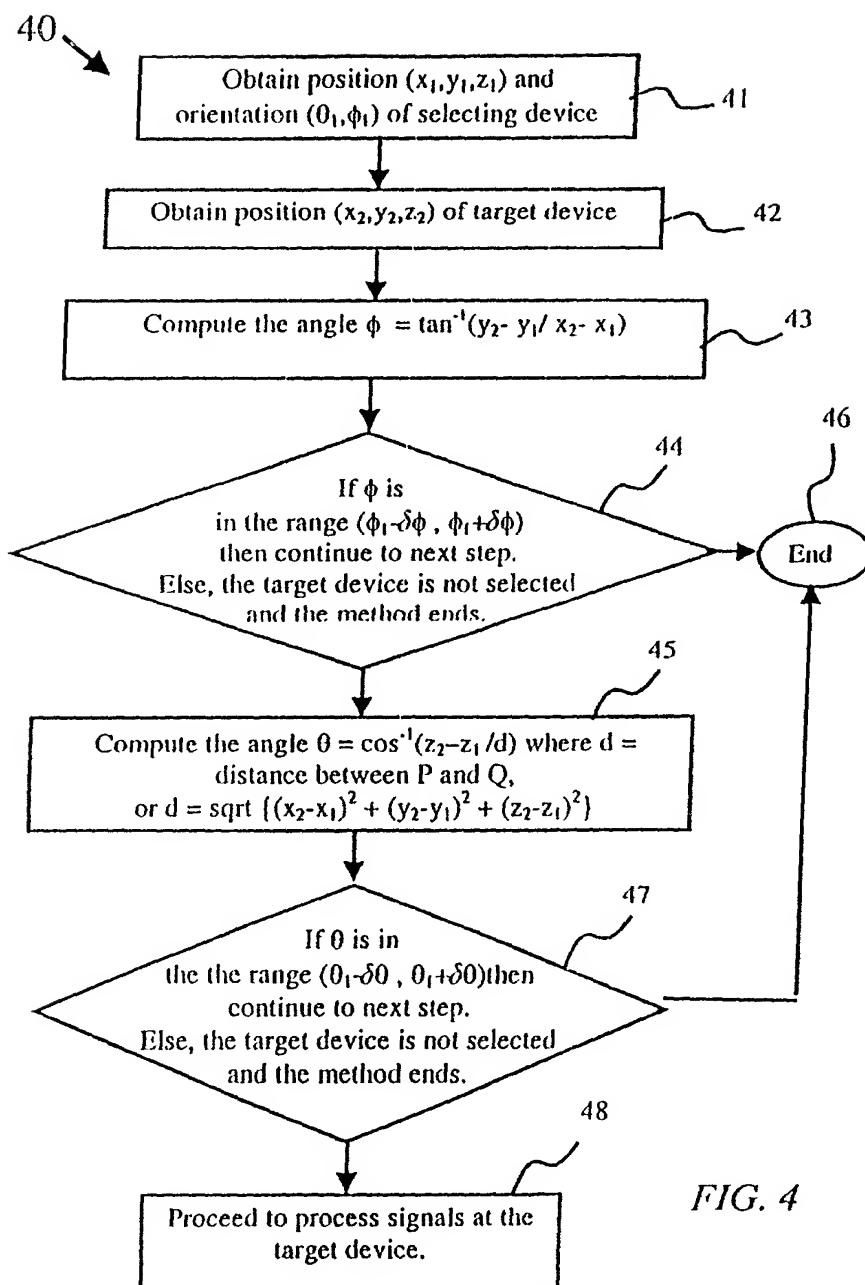 40
Obtain position (x₁,y₁,z₁) and
orientation (θ₁,ϕ₁) of selecting device
41
Obtain position (x₂,y₂,z₂) of target device
42
Compute the angle ϕ = tan⁻¹(y₂- y₁/ x₂- x₁)
43
If ϕ is
in the range (ϕ₁-δϕ , ϕ₁+δϕ)
then continue to next step.
Else, the target device is not selected
and the method ends.
44
46
End
45
Compute the angle θ = cos⁻¹(z₂–z₁ /d) where d =
distance between P and Q,
or d = sqrt {(x₂-x₁)² + (y₂-y₁)² + (z₂-z₁)²}
47
If θ is in
the the range (θ₁-δθ , θ₁+δθ)then
continue to next step.
Else, the target device is not selected
and the method ends.
48
Proceed to process signals at the
target device.
FIG. 4